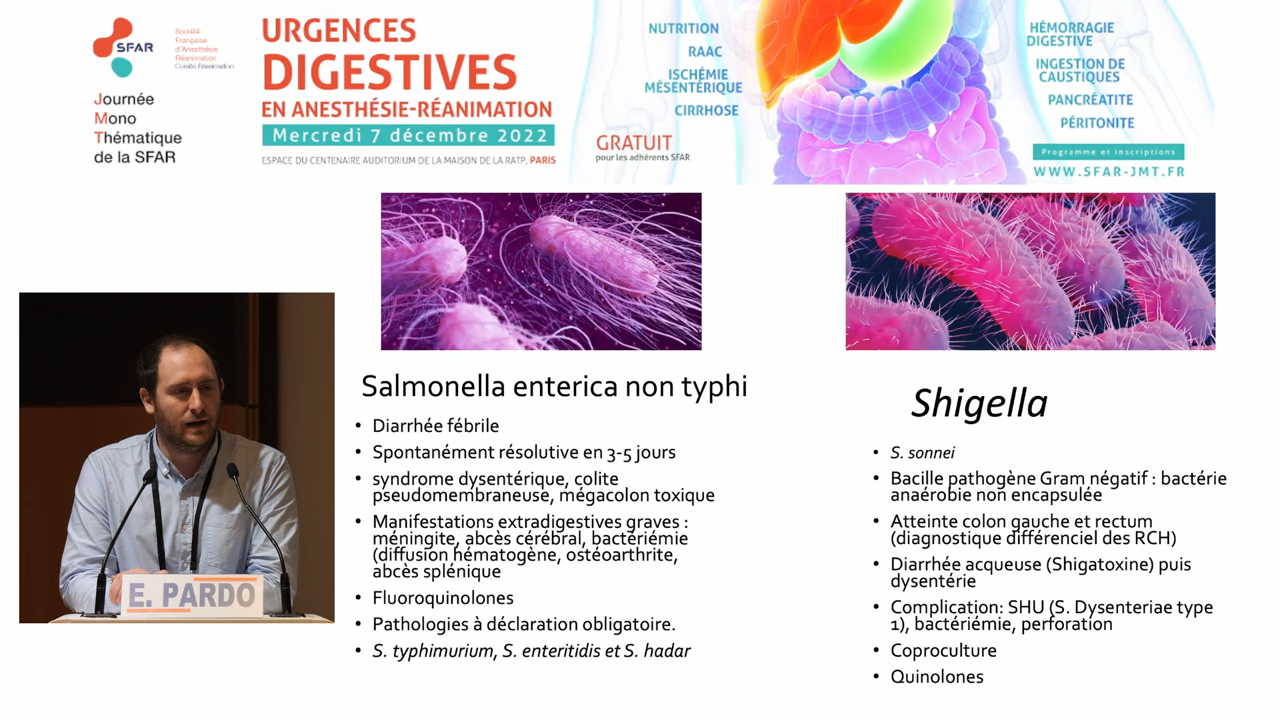 SFAR
Société
Française
d'Anesthésie
Réanimation
Comité Réanimation
Journée
Mono
Thématique
de la SFAR
URGENCES
DIGESTIVES
EN ANESTHÉSIE-RÉANIMATION
Mercredi 7 décembre 2022
ESPACE DU CENTENAIRE AUDITORIUM DE LA MAISON DE LA RATP, PARIS
NUTRITION
RAAC
ISCHÉMIE
MÉSENTÉRIQUE
CIRRHOSE
GRATUIT
pour les adhérents SFAR
HÉMORRAGIE
DIGESTIVE
INGESTION DE
CAUSTIQUES
PANCRÉATITE
PÉRITONITE
Programme et inscriptions
WWW.SFAR-JMT.FR
E. PARDO
Salmonella enterica non typhi
• Diarrhée fébrile
• Spontanément résolutive en 3-5 jours
• syndrome dysentérique, colite
pseudomembraneuse, mégacolon toxique
• Manifestations extradigestives graves :
méningite, abcès cérébral, bactériémie
(diffusion hématogène, ostéoarthrite,
abcès splénique
• Fluoroquinolones
• Pathologies à déclaration obligatoire.
• S. typhimurium, S. enteritidis et S. hadar
Shigella
• S. sonnei
• Bacille pathogène Gram négatif : bactérie
anaérobie non encapsulée
• Atteinte colon gauche et rectum
(diagnostique différenciel des RCH)
• Diarrhée acqueuse (Shigatoxine) puis
dysentérie
• Complication: SHU (S. Dysenteriae type
1), bactériémie, perforation
• Coproculture
• Quinolones